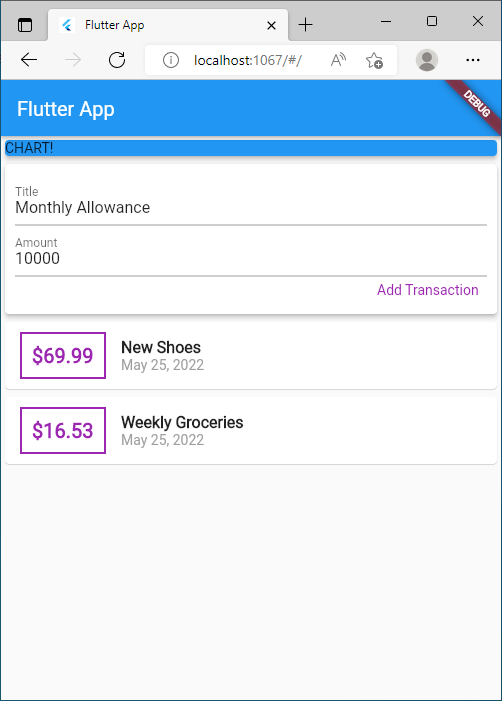 Flutter App
localhost:1067/#/
Flutter App
DEBUG
CHART!
Title
Monthly Allowance
Amount
10000
Add Transaction
$69.99
New Shoes
May 25, 2022
$16.53
Weekly Groceries
May 25, 2022